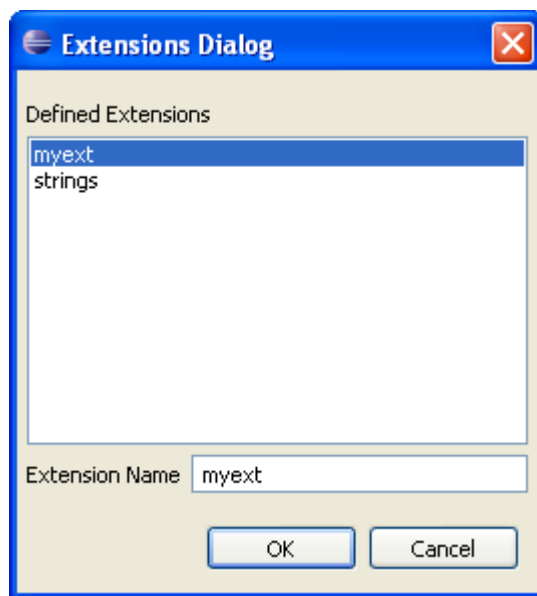 Extensions Dialog
Defined Extensions
myext
strings
Extension Name myext
OK Cancel